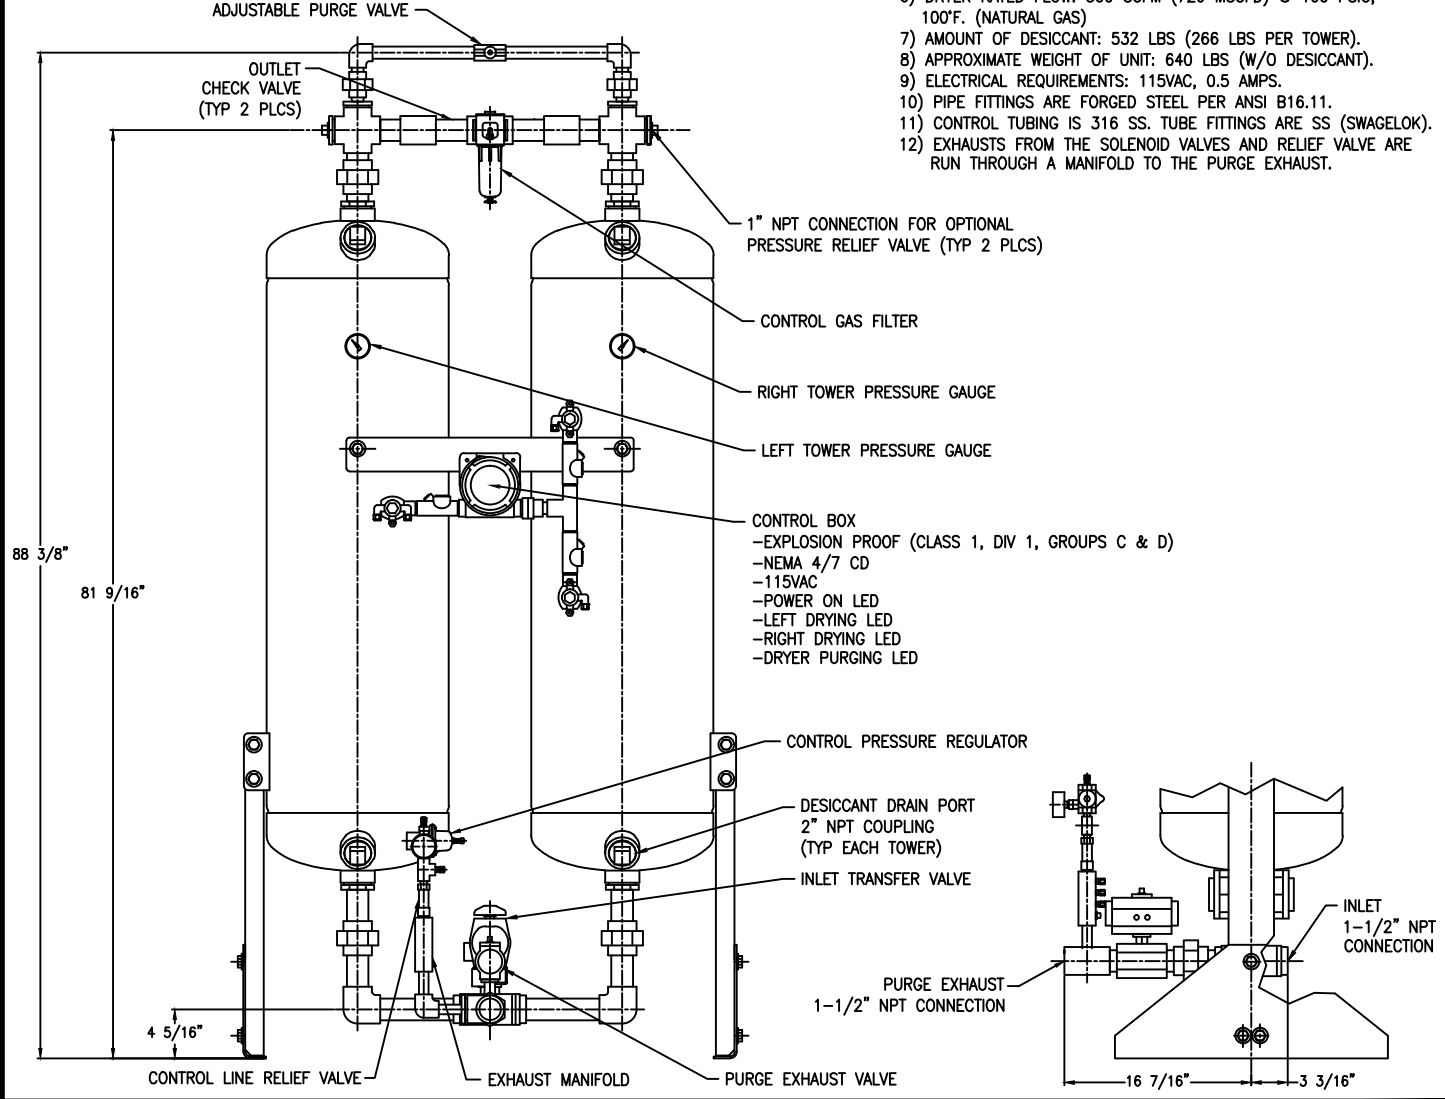 ADJUSTABLE PURGE VALVE
OUTLET
CHECK VALVE
(TYP 2 PLCS)
100°F. (NATURAL GAS)
7) AMOUNT OF DESICCANT: 532 LBS (266 LBS PER TOWER).
8) APPROXIMATE WEIGHT OF UNIT: 640 LBS (W/O DESICCANT).
9) ELECTRICAL REQUIREMENTS: 115VAC, 0.5 AMPS.
10) PIPE FITTINGS ARE FORGED STEEL PER ANSI B16.11.
11) CONTROL TUBING IS 316 SS. TUBE FITTINGS ARE SS (SWAGELOK).
12) EXHAUSTS FROM THE SOLENOID VALVES AND RELIEF VALVE ARE
RUN THROUGH A MANIFOLD TO THE PURGE EXHAUST.
1" NPT CONNECTION FOR OPTIONAL
PRESSURE RELIEF VALVE (TYP 2 PLCS)
CONTROL GAS FILTER
RIGHT TOWER PRESSURE GAUGE
LEFT TOWER PRESSURE GAUGE
CONTROL BOX
-EXPLOSION PROOF (CLASS 1, DIV 1, GROUPS C & D)
-NEMA 4/7 CD
-115VAC
-POWER ON LED
-LEFT DRYING LED
-RIGHT DRYING LED
-DRYER PURGING LED
88 3/8"
81 9/16"
CONTROL PRESSURE REGULATOR
DESICCANT DRAIN PORT
2" NPT COUPLING
(TYP EACH TOWER)
INLET TRANSFER VALVE
INLET
1-1/2" NPT
CONNECTION
PURGE EXHAUST
1-1/2" NPT CONNECTION
4 5/16"
CONTROL LINE RELIEF VALVE
EXHAUST MANIFOLD
PURGE EXHAUST VALVE
16 7/16"
3 3/16"